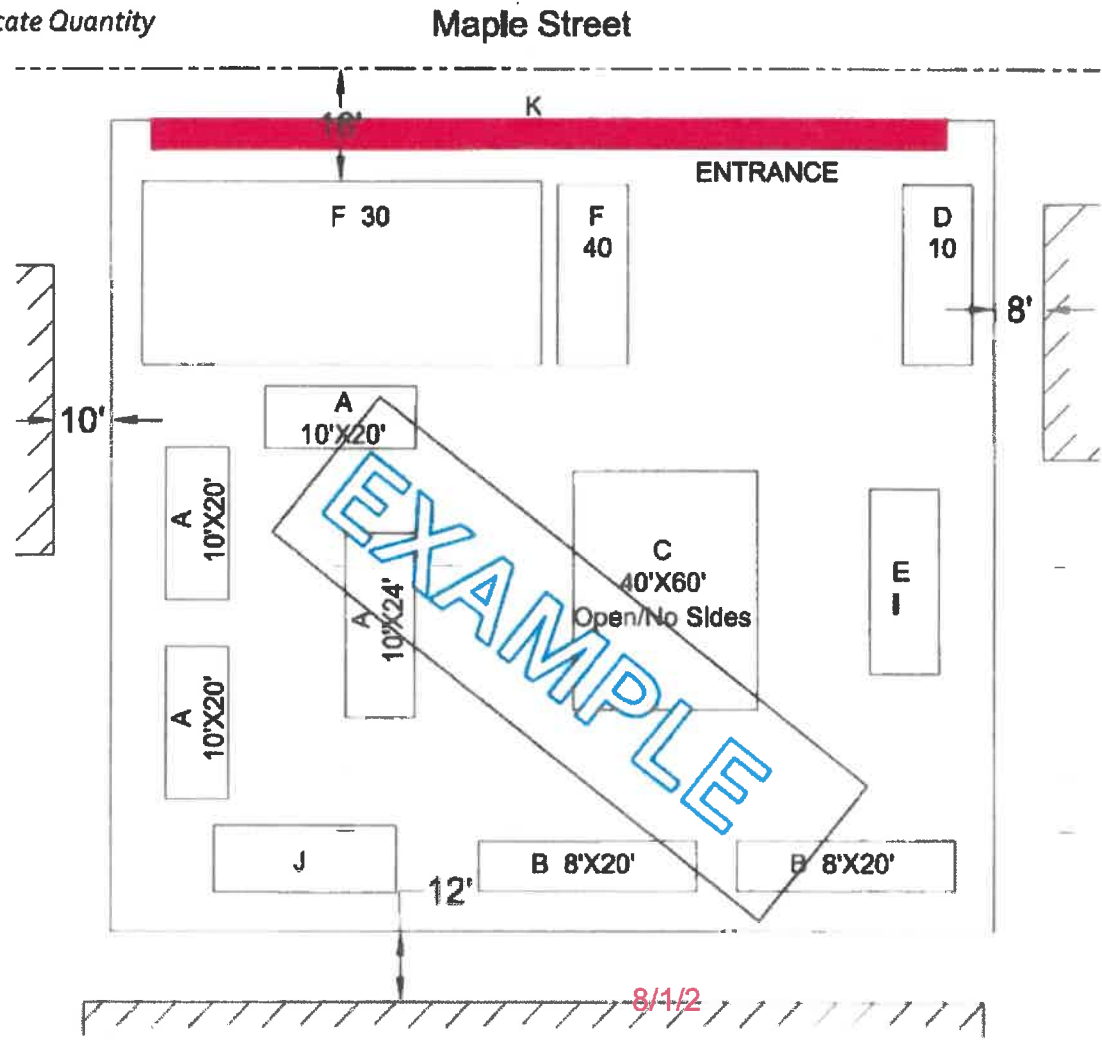 cate Quantity
Maple Street
K
ENTRANCE
F 30
F
40
D
10
8'
10'
A
10'X20'
A
10'X20'
A
10'X24'
C
40'X60'
Open/No Sides
E
A
10'X20'
EXAMPLE
J
12'
B 8'X20'
B 8'X20'
8/1/2